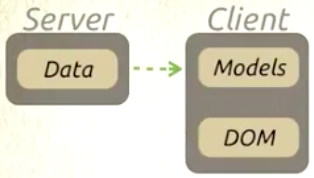 Server
Client
Data
Models
DOM